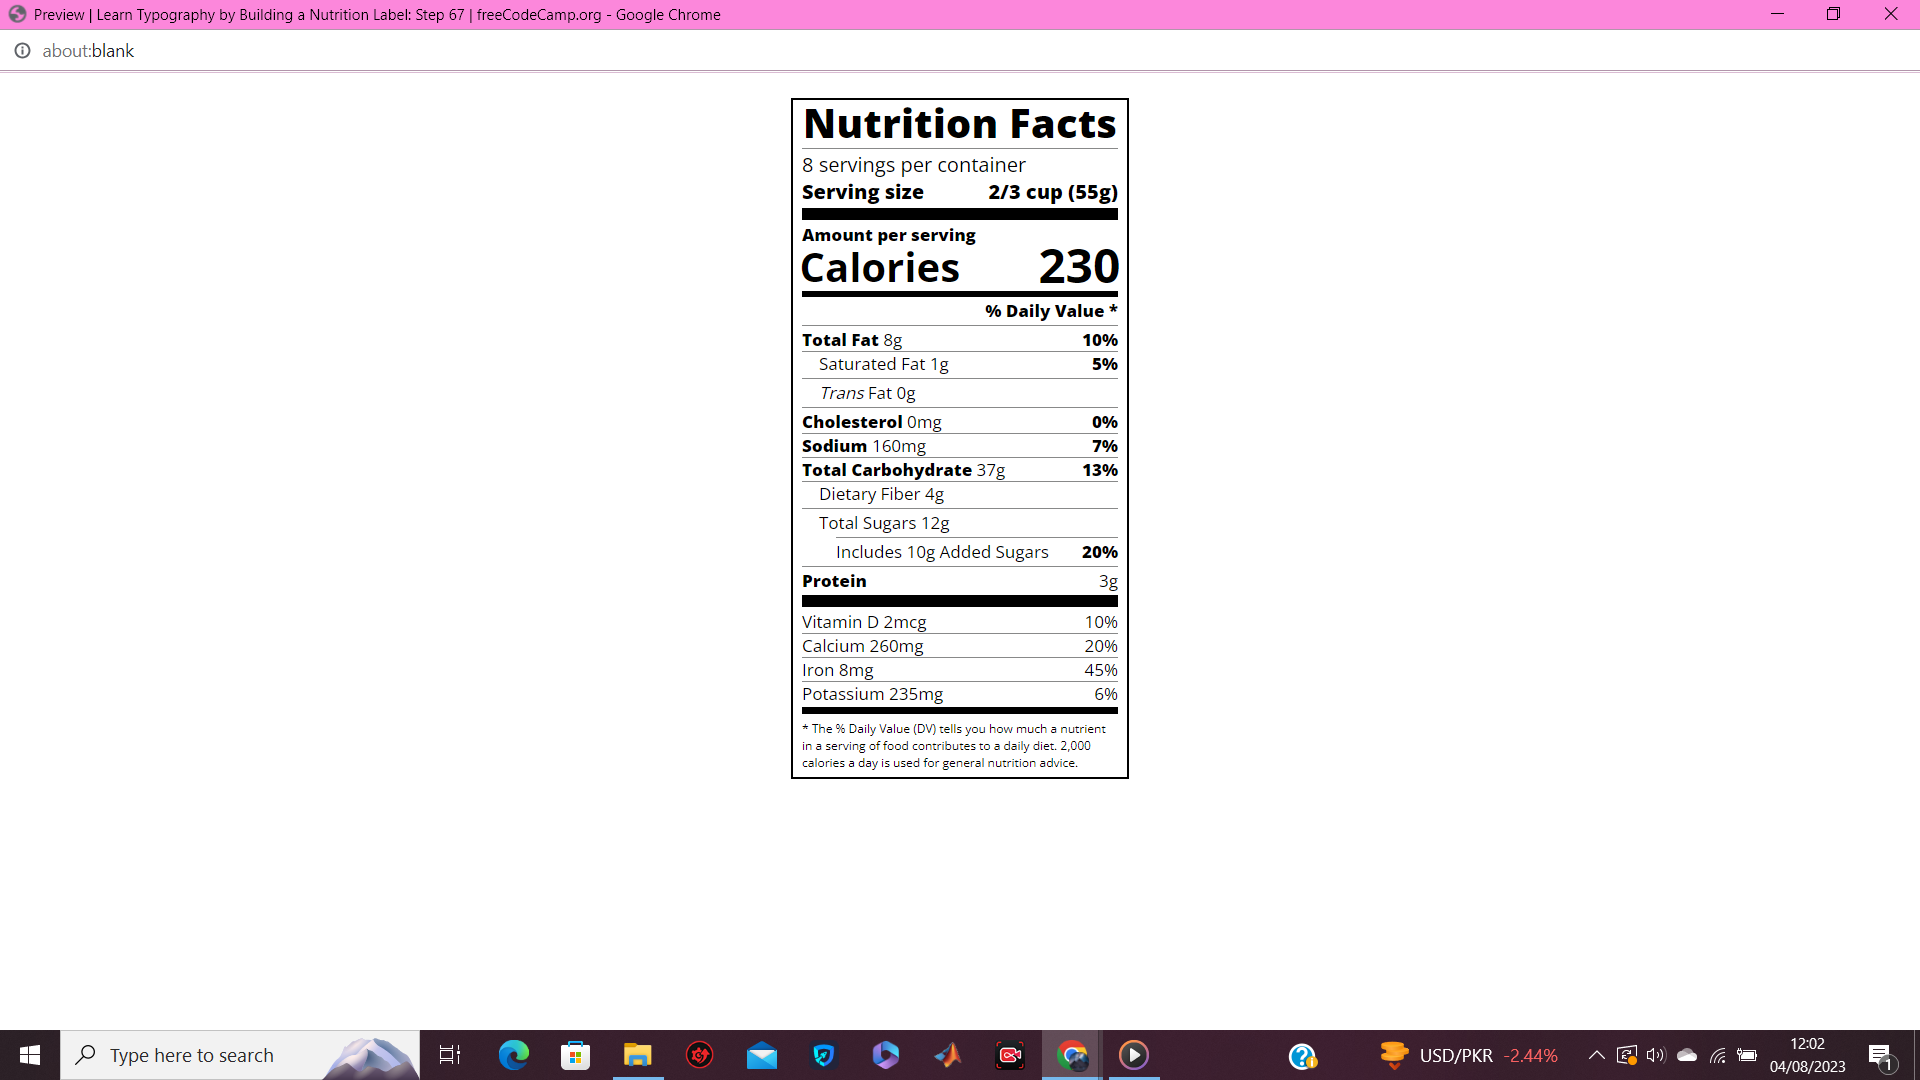 Preview | Learn Typography by Building a Nutrition Label: Step 67 | freeCodeCamp.org - Google Chrome
about:blank
Nutrition Facts
8 servings per container
Serving size 2/3 cup (55g)
Amount per serving
Calories 230
% Daily Value *
Total Fat 8g 10%
Saturated Fat 1g 5%
Trans Fat 0g
Cholesterol 0mg 0%
Sodium 160mg 7%
Total Carbohydrate 37g 13%
Dietary Fiber 4g
Total Sugars 12g
Includes 10g Added Sugars 20%
Protein 3g
Vitamin D 2mcg 10%
Calcium 260mg 20%
Iron 8mg 45%
Potassium 235mg 6%
* The % Daily Value (DV) tells you how much a nutrient
in a serving of food contributes to a daily diet. 2,000
calories a day is used for general nutrition advice.
Type here to search
USD/PKR -2.44%
12:02
04/08/2023
1